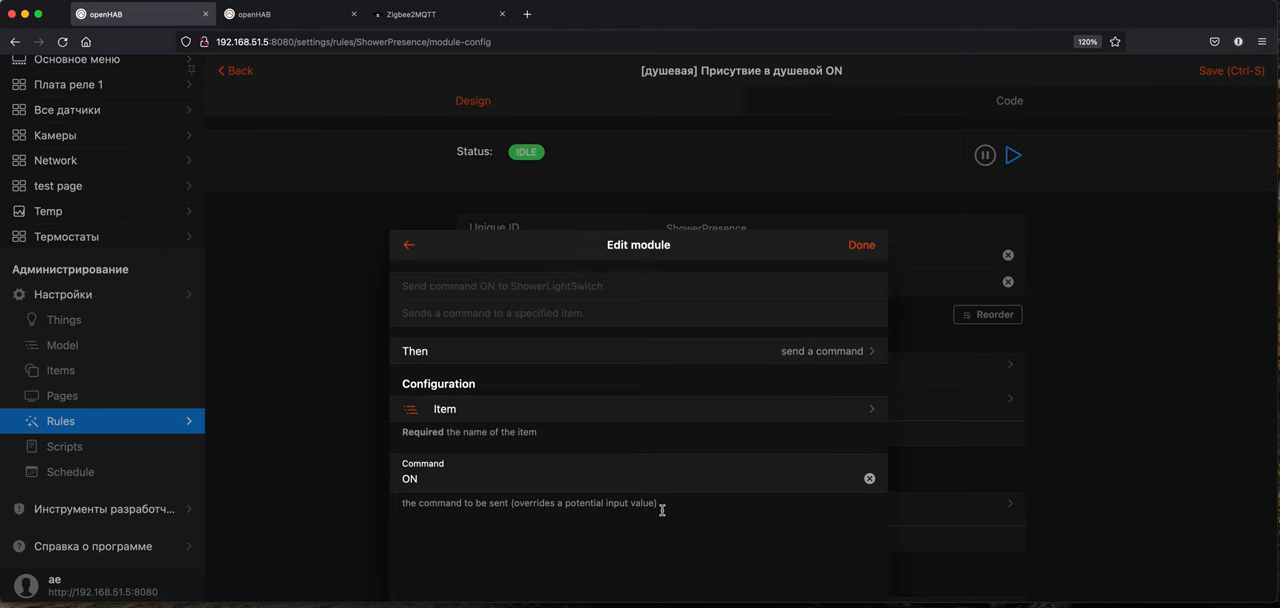 openHAB
openHAB
Zigbee2MQTT
192.168.51.5:8080/settings/rules/ShowerPresence/module-config
120%
Основное меню
Плата реле 1
Все датчики
Камеры
Network
test page
Temp
Термостаты
Администрирование
Настройки
Things
Model
Items
Pages
Rules
Scripts
Schedule
Инструменты разработч...
Справка о программе
ae
http://192.168.51.5:8080
Back
[душевая] Присутвие в душевой ON
Save (Ctrl-S)
Design
Code
Status:
IDLE
Unique ID
ShowerPresence
Reorder
Edit module
Done
Send command ON to ShowerLightSwitch
Sends a command to a specified item.
Then
send a command
Configuration
Item
Required the name of the item
Command
ON
the command to be sent (overrides a potential input value)